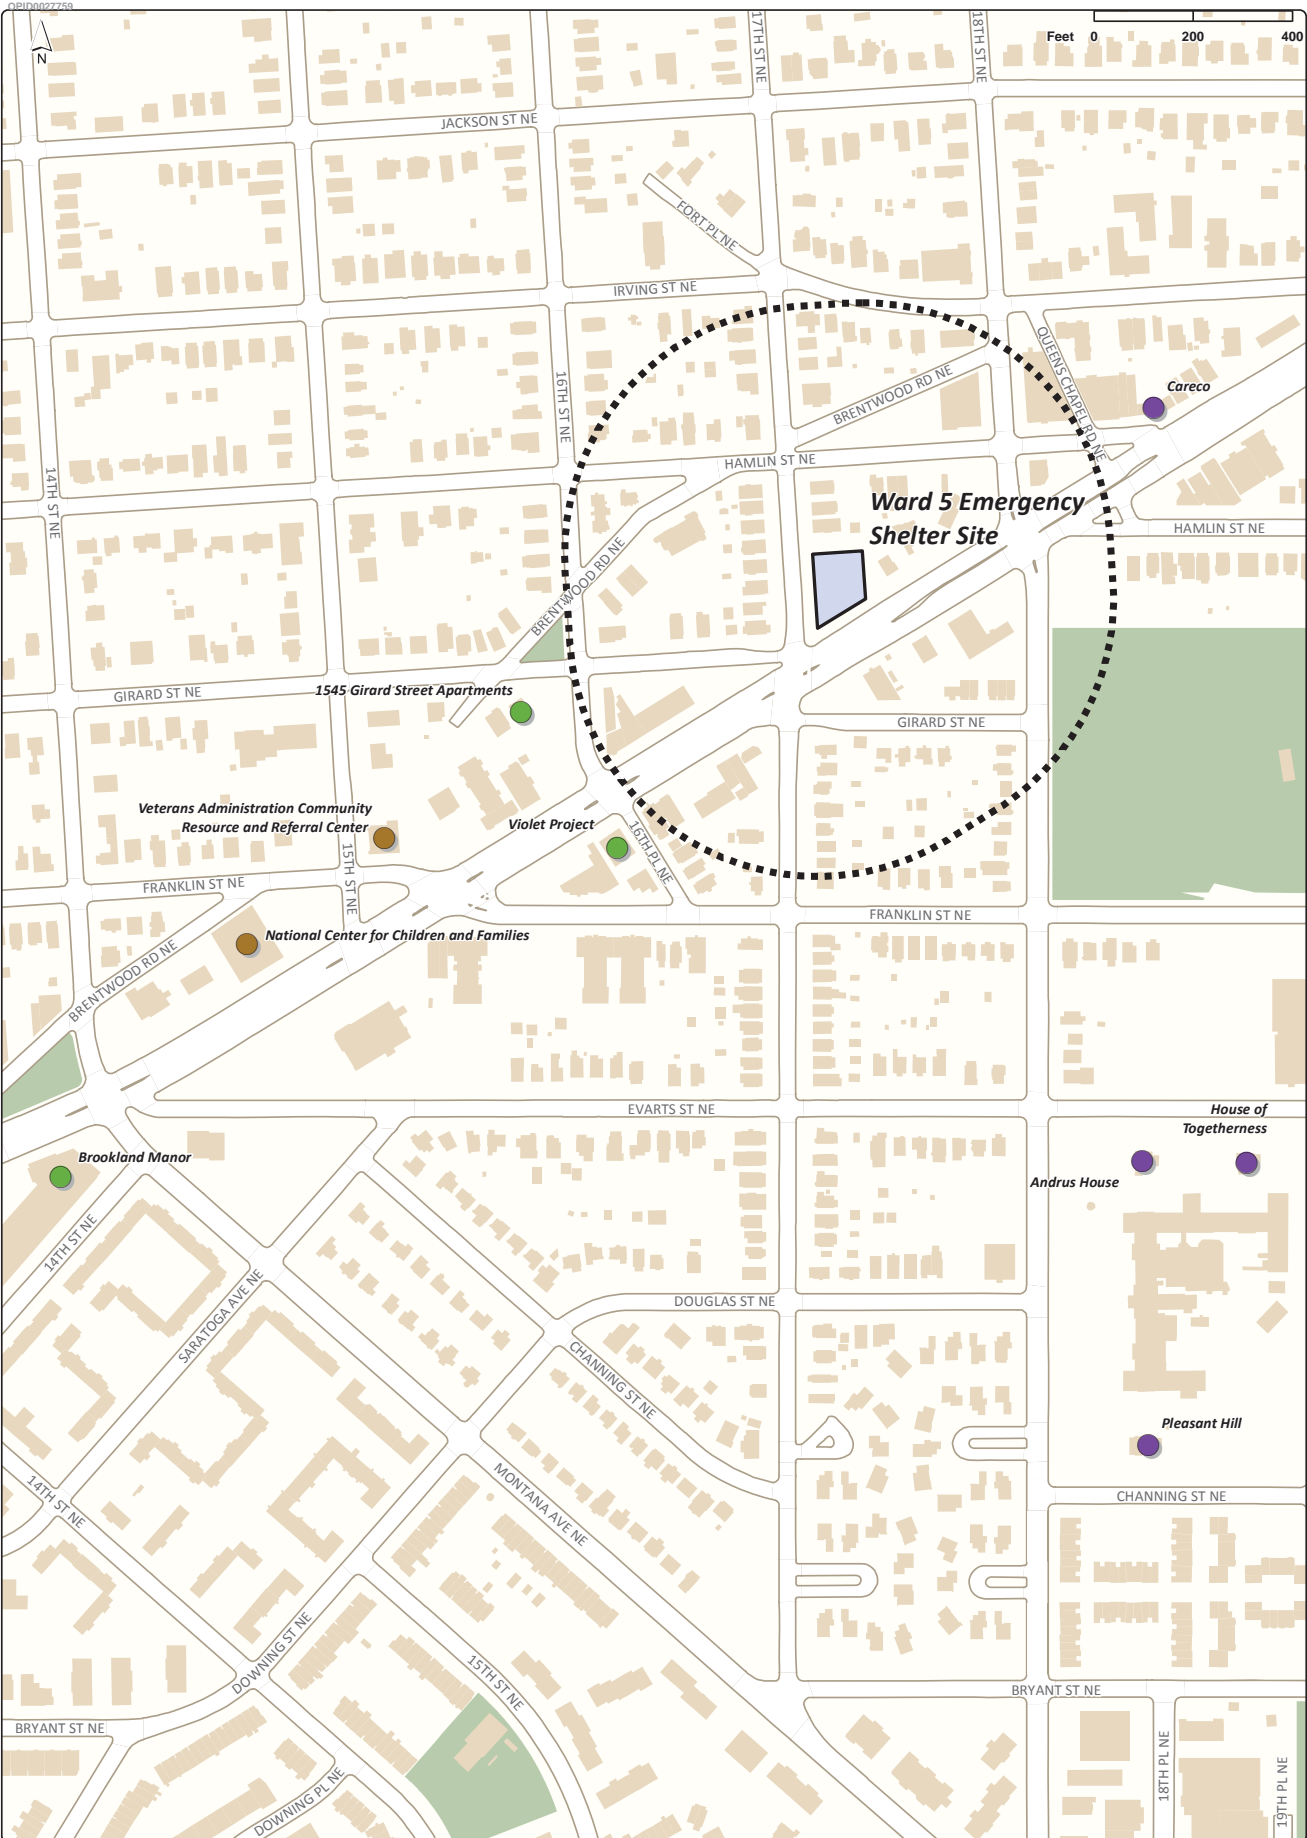 OPID0027759
N
17TH ST NE
18TH ST NE
Feet 0 200 400
JACKSON ST NE
FORT PL NE
IRVING ST NE
QUEENS CHAPEL RD NE
Careco
16TH ST NE
BRENTWOOD RD NE
HAMLIN ST NE
14TH ST NE
Ward 5 Emergency
Shelter Site
HAMLIN ST NE
BRENTWOOD RD NE
GIRARD ST NE
1545 Girard Street Apartments
GIRARD ST NE
Veterans Administration Community
Resource and Referral Center
Violet Project
16TH PL NE
15TH ST NE
FRANKLIN ST NE
FRANKLIN ST NE
National Center for Children and Families
BRENTWOOD RD NE
EVARTS ST NE
House of
Togetherness
Brookland Manor
Andrus House
14TH ST NE
SARATOGA AVE NE
DOUGLAS ST NE
CHANNING ST NE
Pleasant Hill
14TH ST NE
MONTANA AVE NE
CHANNING ST NE
DOWNING ST NE
15TH ST NE
BRYANT ST NE
BRYANT ST NE
18TH PL NE
19TH PL NE
DOWNING PL NE